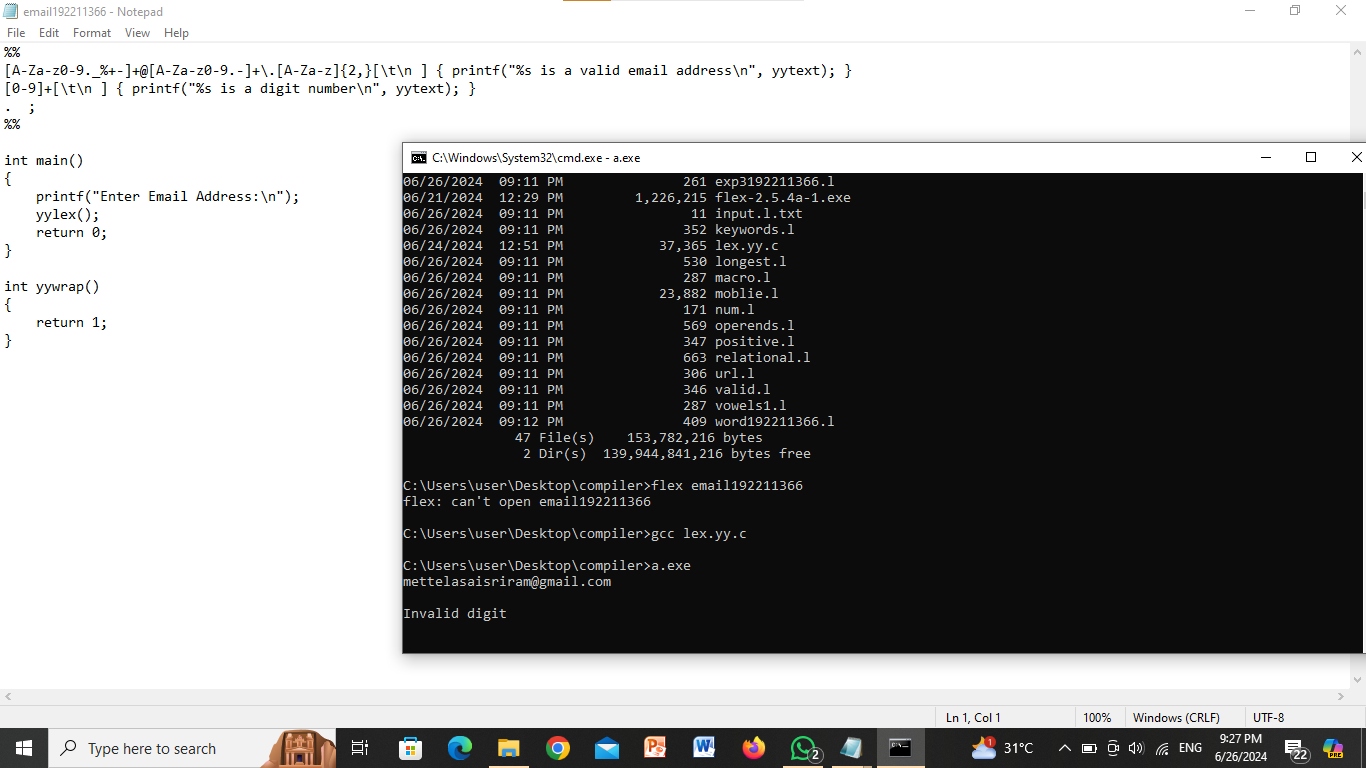 email192211366 - Notepad
File Edit Format View Help
%%
[A-Za-z0-9._%+-]+@[A-Za-z0-9.-]+\.[A-Za-z]{2,}[\t\n ] { printf("%s is a valid email address\n", yytext); }
[0-9]+[\t\n ] { printf("%s is a digit number\n", yytext); }
.  ;
%%
int main()
{
    printf("Enter Email Address:\n");
    yylex();
    return 0;
}
int yywrap()
{
    return 1;
}
C:\Windows\System32\cmd.exe - a.exe
06/26/2024  09:11 PM               261 exp3192211366.l
06/21/2024  12:29 PM         1,226,215 flex-2.5.4a-1.exe
06/26/2024  09:11 PM                11 input.l.txt
06/26/2024  09:11 PM               352 keywords.l
06/24/2024  12:51 PM            37,365 lex.yy.c
06/26/2024  09:11 PM               530 longest.l
06/26/2024  09:11 PM               287 macro.l
06/26/2024  09:11 PM            23,882 moblie.l
06/26/2024  09:11 PM               171 num.l
06/26/2024  09:11 PM               569 operends.l
06/26/2024  09:11 PM               347 positive.l
06/26/2024  09:11 PM               663 relational.l
06/26/2024  09:11 PM               306 url.l
06/26/2024  09:11 PM               346 valid.l
06/26/2024  09:11 PM               287 vowels1.l
06/26/2024  09:12 PM               409 word192211366.l
              47 File(s)    153,782,216 bytes
               2 Dir(s)  139,944,841,216 bytes free
C:\Users\user\Desktop\compiler>flex email192211366
flex: can't open email192211366
C:\Users\user\Desktop\compiler>gcc lex.yy.c
C:\Users\user\Desktop\compiler>a.exe
mettelasaisriram@gmail.com
Invalid digit
Ln 1, Col 1 100% Windows (CRLF) UTF-8
Type here to search
2
1
31°C
ENG
9:27 PM
6/26/2024
22
PRE